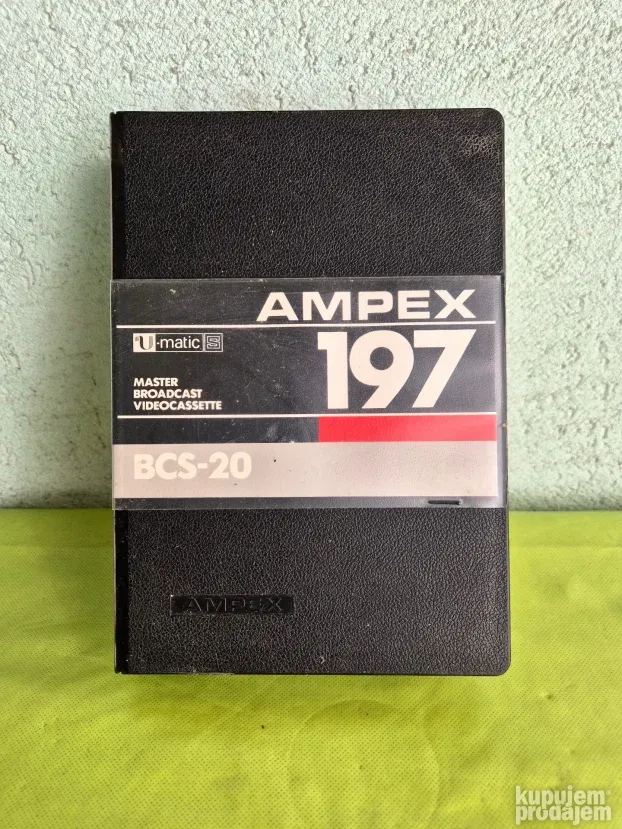 AMPEX
U-matic S
197
MASTER
BROADCAST
VIDEOCASSETTE
BCS-20
AMPEX
kupujem
prodajem